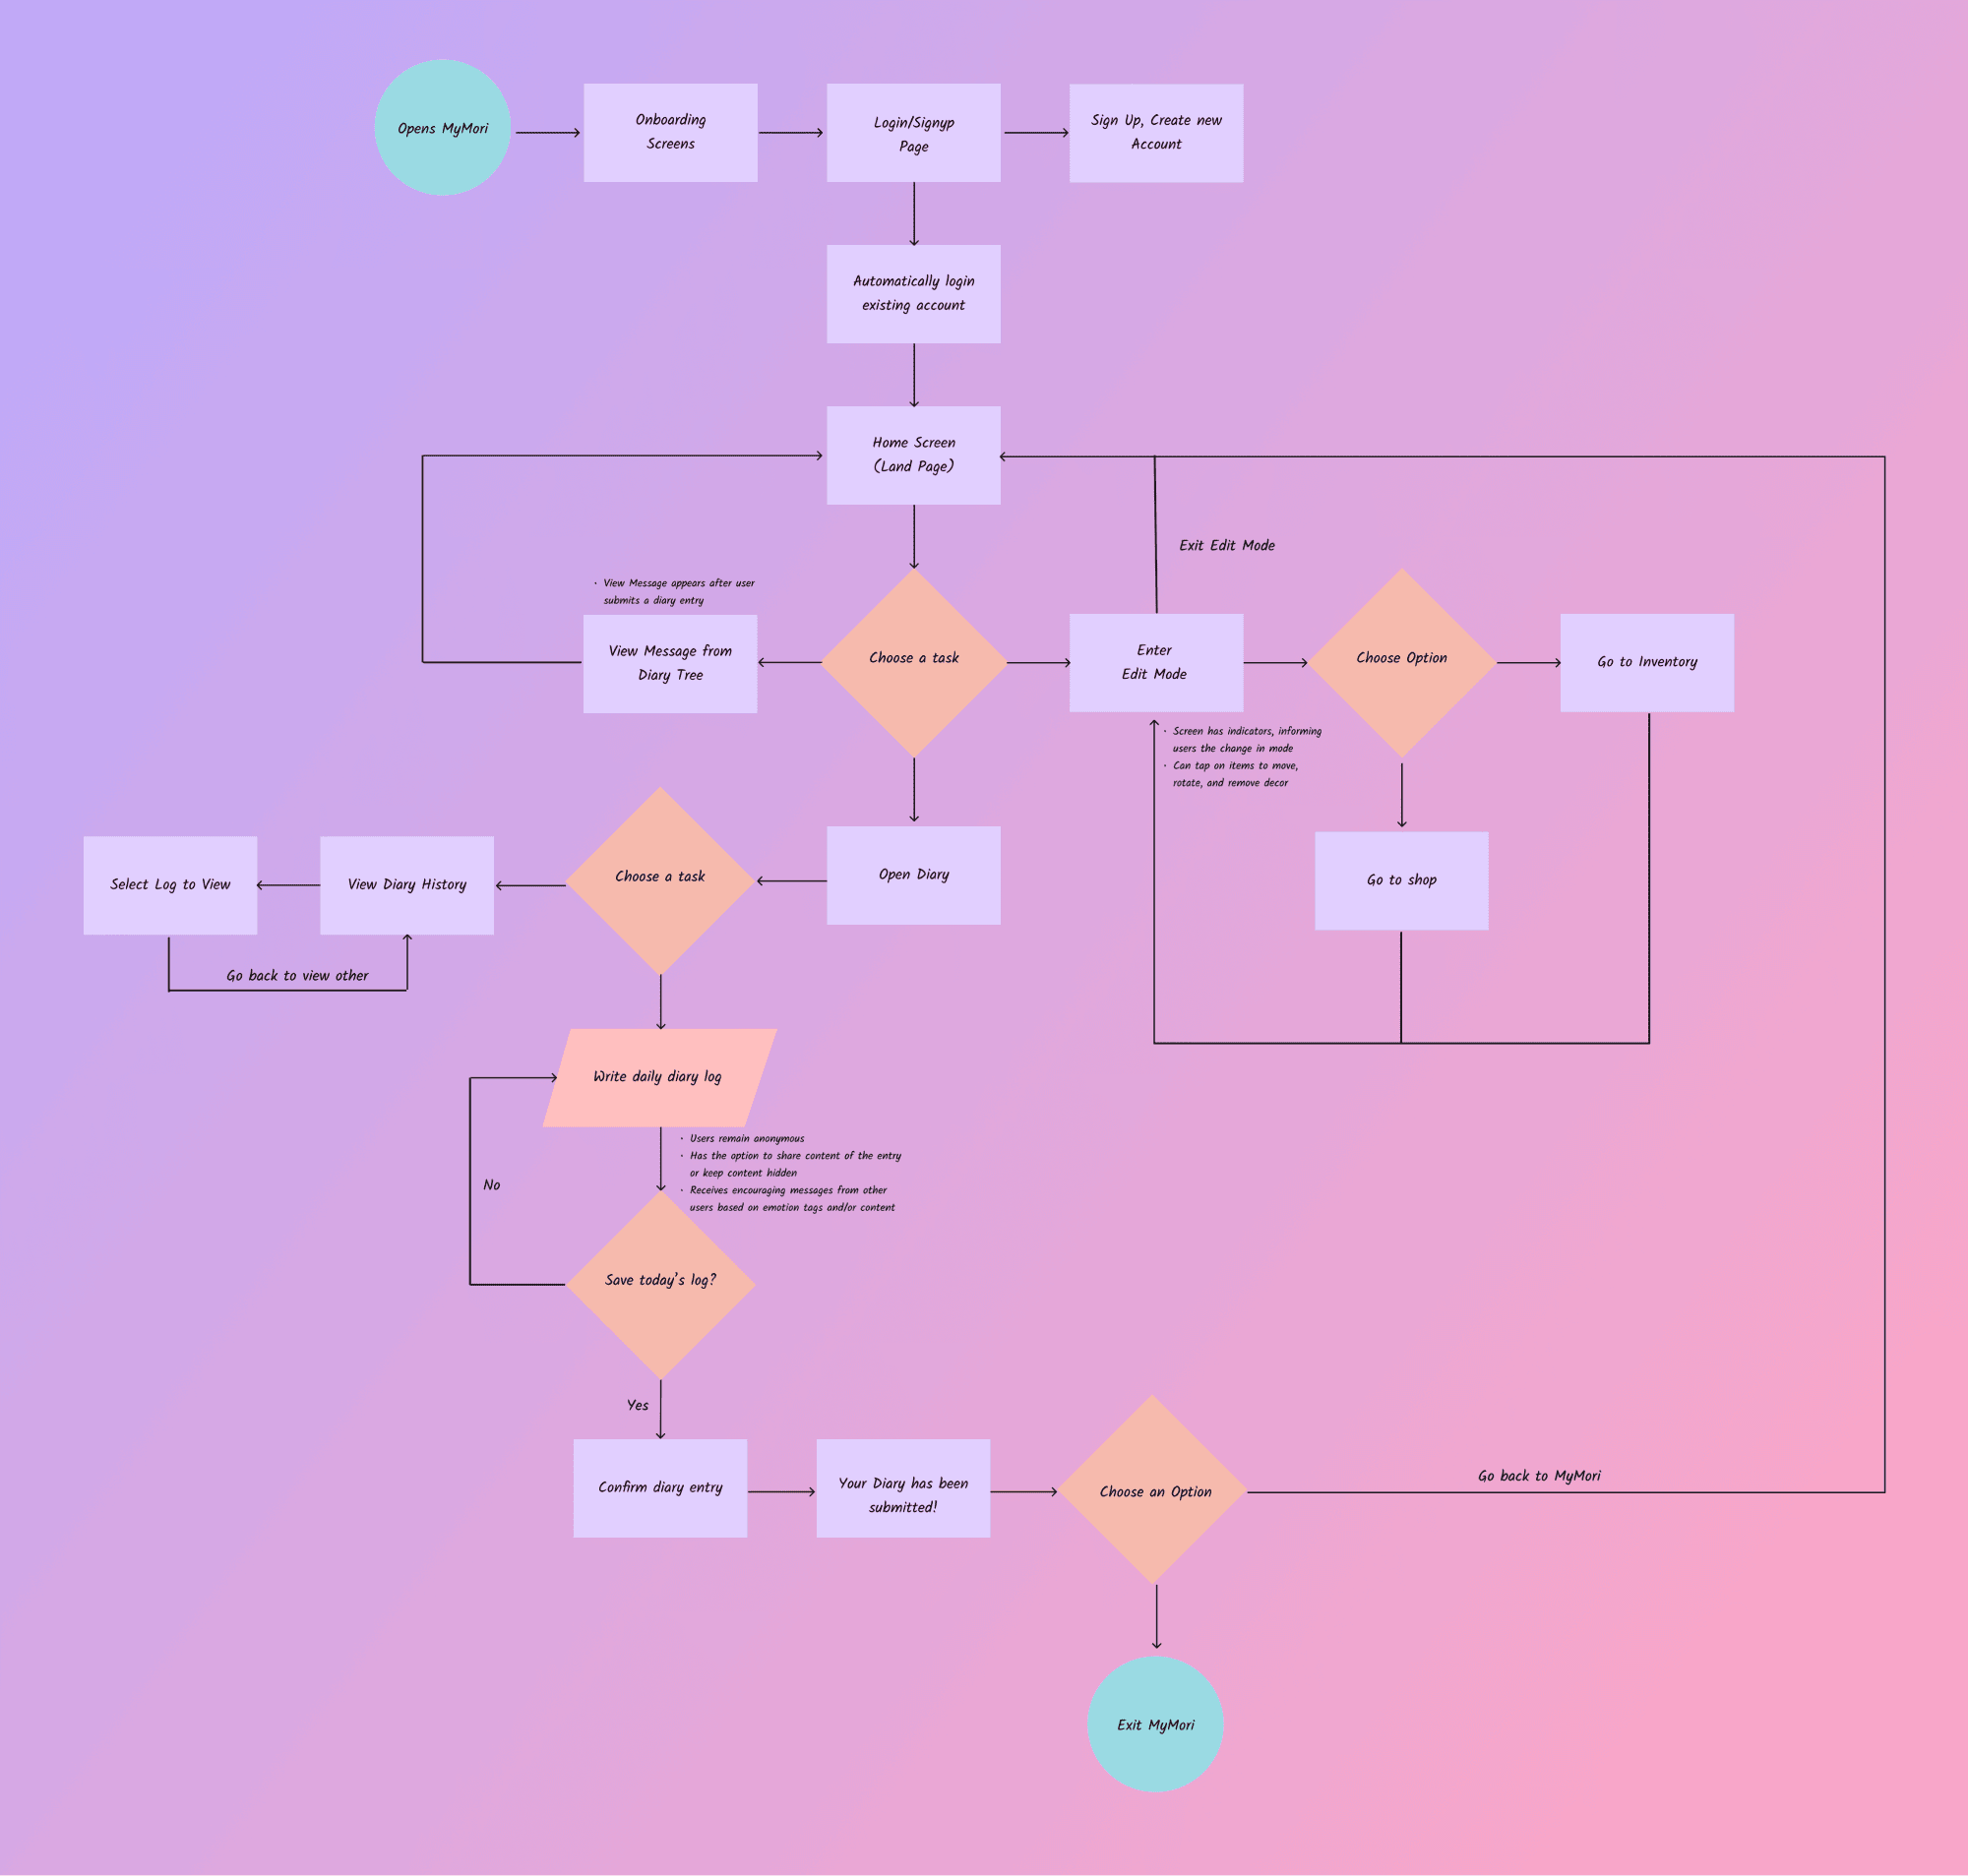 Opens MyMori
Onboarding
Screens
Login/Signyp
Page
Sign Up, Create new
Account
Automatically login
existing account
Home Screen
(Land Page)
Exit Edit Mode
· View Message appears after user
submits a diary entry
View Message from
Diary Tree
Choose a task
Enter
Edit Mode
Choose Option
Go to Inventory
· Screen has indicators, informing
users the change in mode
· Can tap on items to move,
rotate, and remove decor
Select Log to View
View Diary History
Choose a task
Open Diary
Go to shop
Go back to view other
Write daily diary log
· Users remain anonymous
· Has the option to share content of the entry
or keep content hidden
· Receives encouraging messages from other
users based on emotion tags and/or content
No
Save today's log?
Yes
Confirm diary entry
Your Diary has been
submitted!
Choose an Option
Go back to MyMori
Exit MyMori